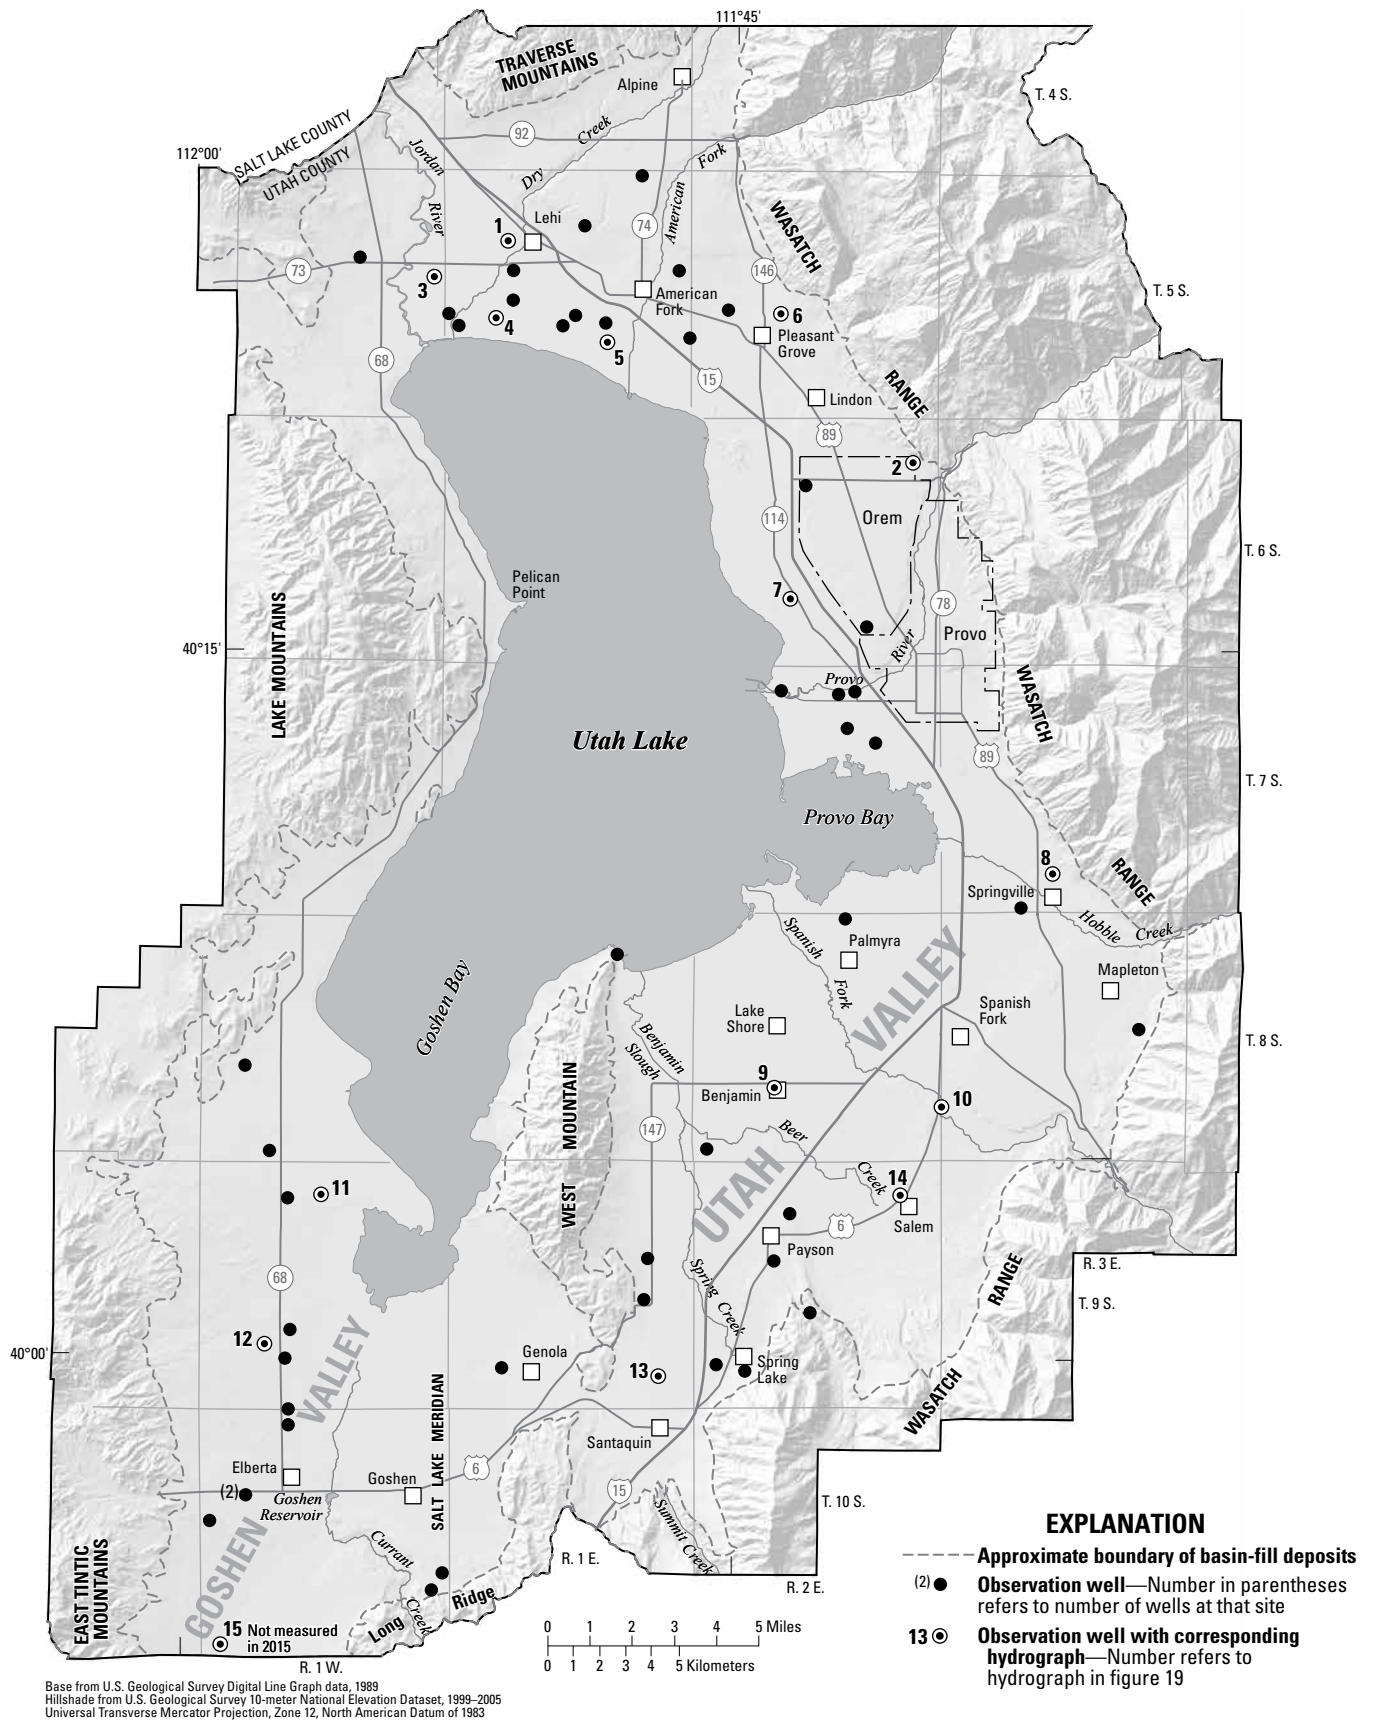 111°45'
TRAVERSE
MOUNTAINS
Alpine
T. 4 S.
SALT LAKE COUNTY
UTAH COUNTY
112°00'
92
Creek
Dry
Jordan
River
Fork
American
74
1
Lehi
WASATCH
73
3
146
T. 5 S.
American
Fork
4
6
5
Pleasant
Grove
68
15
RANGE
Lindon
89
2
114
Orem
T. 6 S.
Pelican
Point
7
78
Provo
River
40°15'
LAKE MOUNTAINS
Provo
WASATCH
Utah Lake
89
T. 7 S.
Provo Bay
8
RANGE
Springville
Hobble
Creek
Spanish
Fork
Palmyra
VALLEY
Mapleton
Goshen Bay
Lake
Shore
Spanish
Fork
T. 8 S.
Benjamin
Slough
WEST MOUNTAIN
9
Benjamin
10
147
Beer
Creek
UTAH
14
11
Salem
6
Payson
R. 3 E.
68
Spring Creek
RANGE
T. 9 S.
12
VALLEY
40°00'
Genola
13
Spring
Lake
WASATCH
SALT LAKE MERIDIAN
Santaquin
Elberta
6
(2)
Goshen
Goshen
Reservoir
15
T. 10 S.
Summit Creek
GOSHEN
Currant
Creek
EAST TINTIC
MOUNTAINS
R. 1 E.
R. 2 E.
Long
Ridge
15 Not measured
in 2015
R. 1 W.
0 1 2 3 4 5 Miles
0 1 2 3 4 5 Kilometers
EXPLANATION
Approximate boundary of basin-fill deposits
(2) Observation well—Number in parentheses
refers to number of wells at that site
13 Observation well with corresponding
hydrograph—Number refers to
hydrograph in figure 19
Base from U.S. Geological Survey Digital Line Graph data, 1989
Hillshade from U.S. Geological Survey 10-meter National Elevation Dataset, 1999–2005
Universal Transverse Mercator Projection, Zone 12, North American Datum of 1983